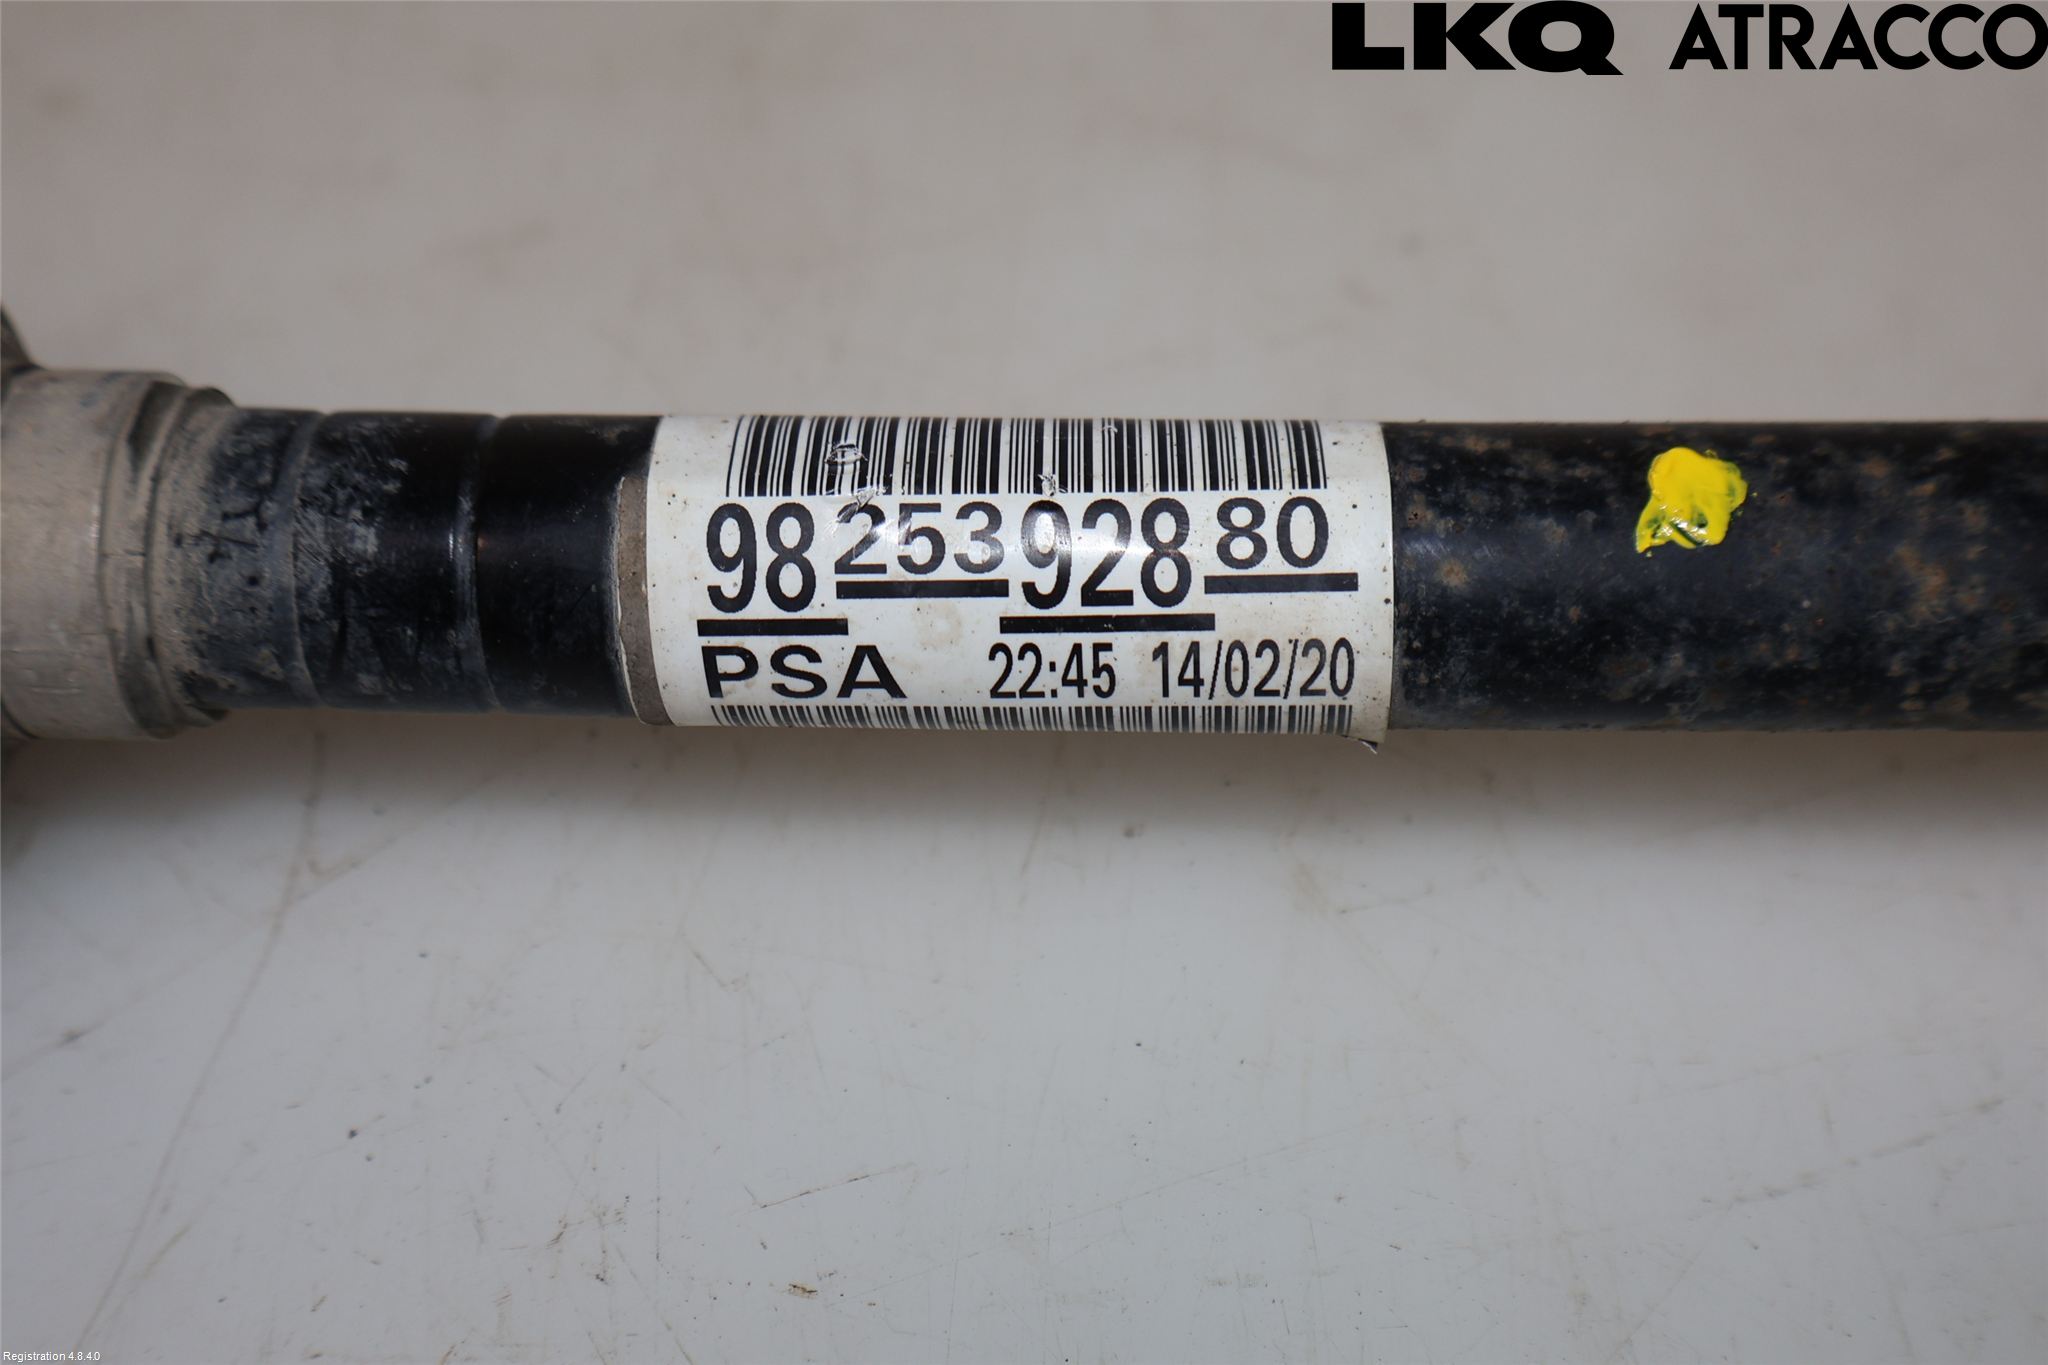 LKQ ATRACCO
98 253 928 80
PSA 22:45 14/02/20
Registration 4.8.4.0